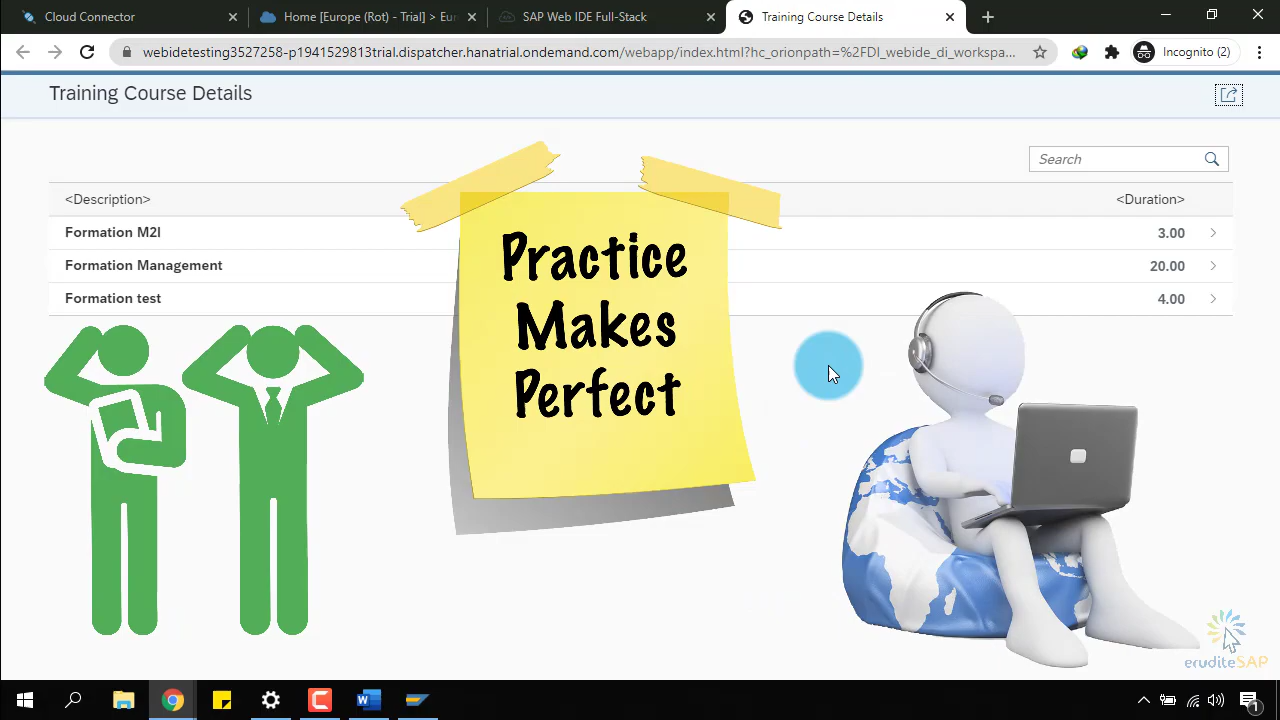 Cloud Connector
Home [Europe (Rot) - Trial] > Eur
SAP Web IDE Full-Stack
Training Course Details
webidetesting3527258-p1941529813trial.dispatcher.hanatrial.ondemand.com/webapp/index.html?hc_orionpath=%2FDI_webide_di_workspa...
Incognito (2)
Training Course Details
Search
<Description> <Duration>
Formation M2I 3.00
Formation Management 20.00
Formation test 4.00
Practice
Makes
Perfect
eruditeSAP
1